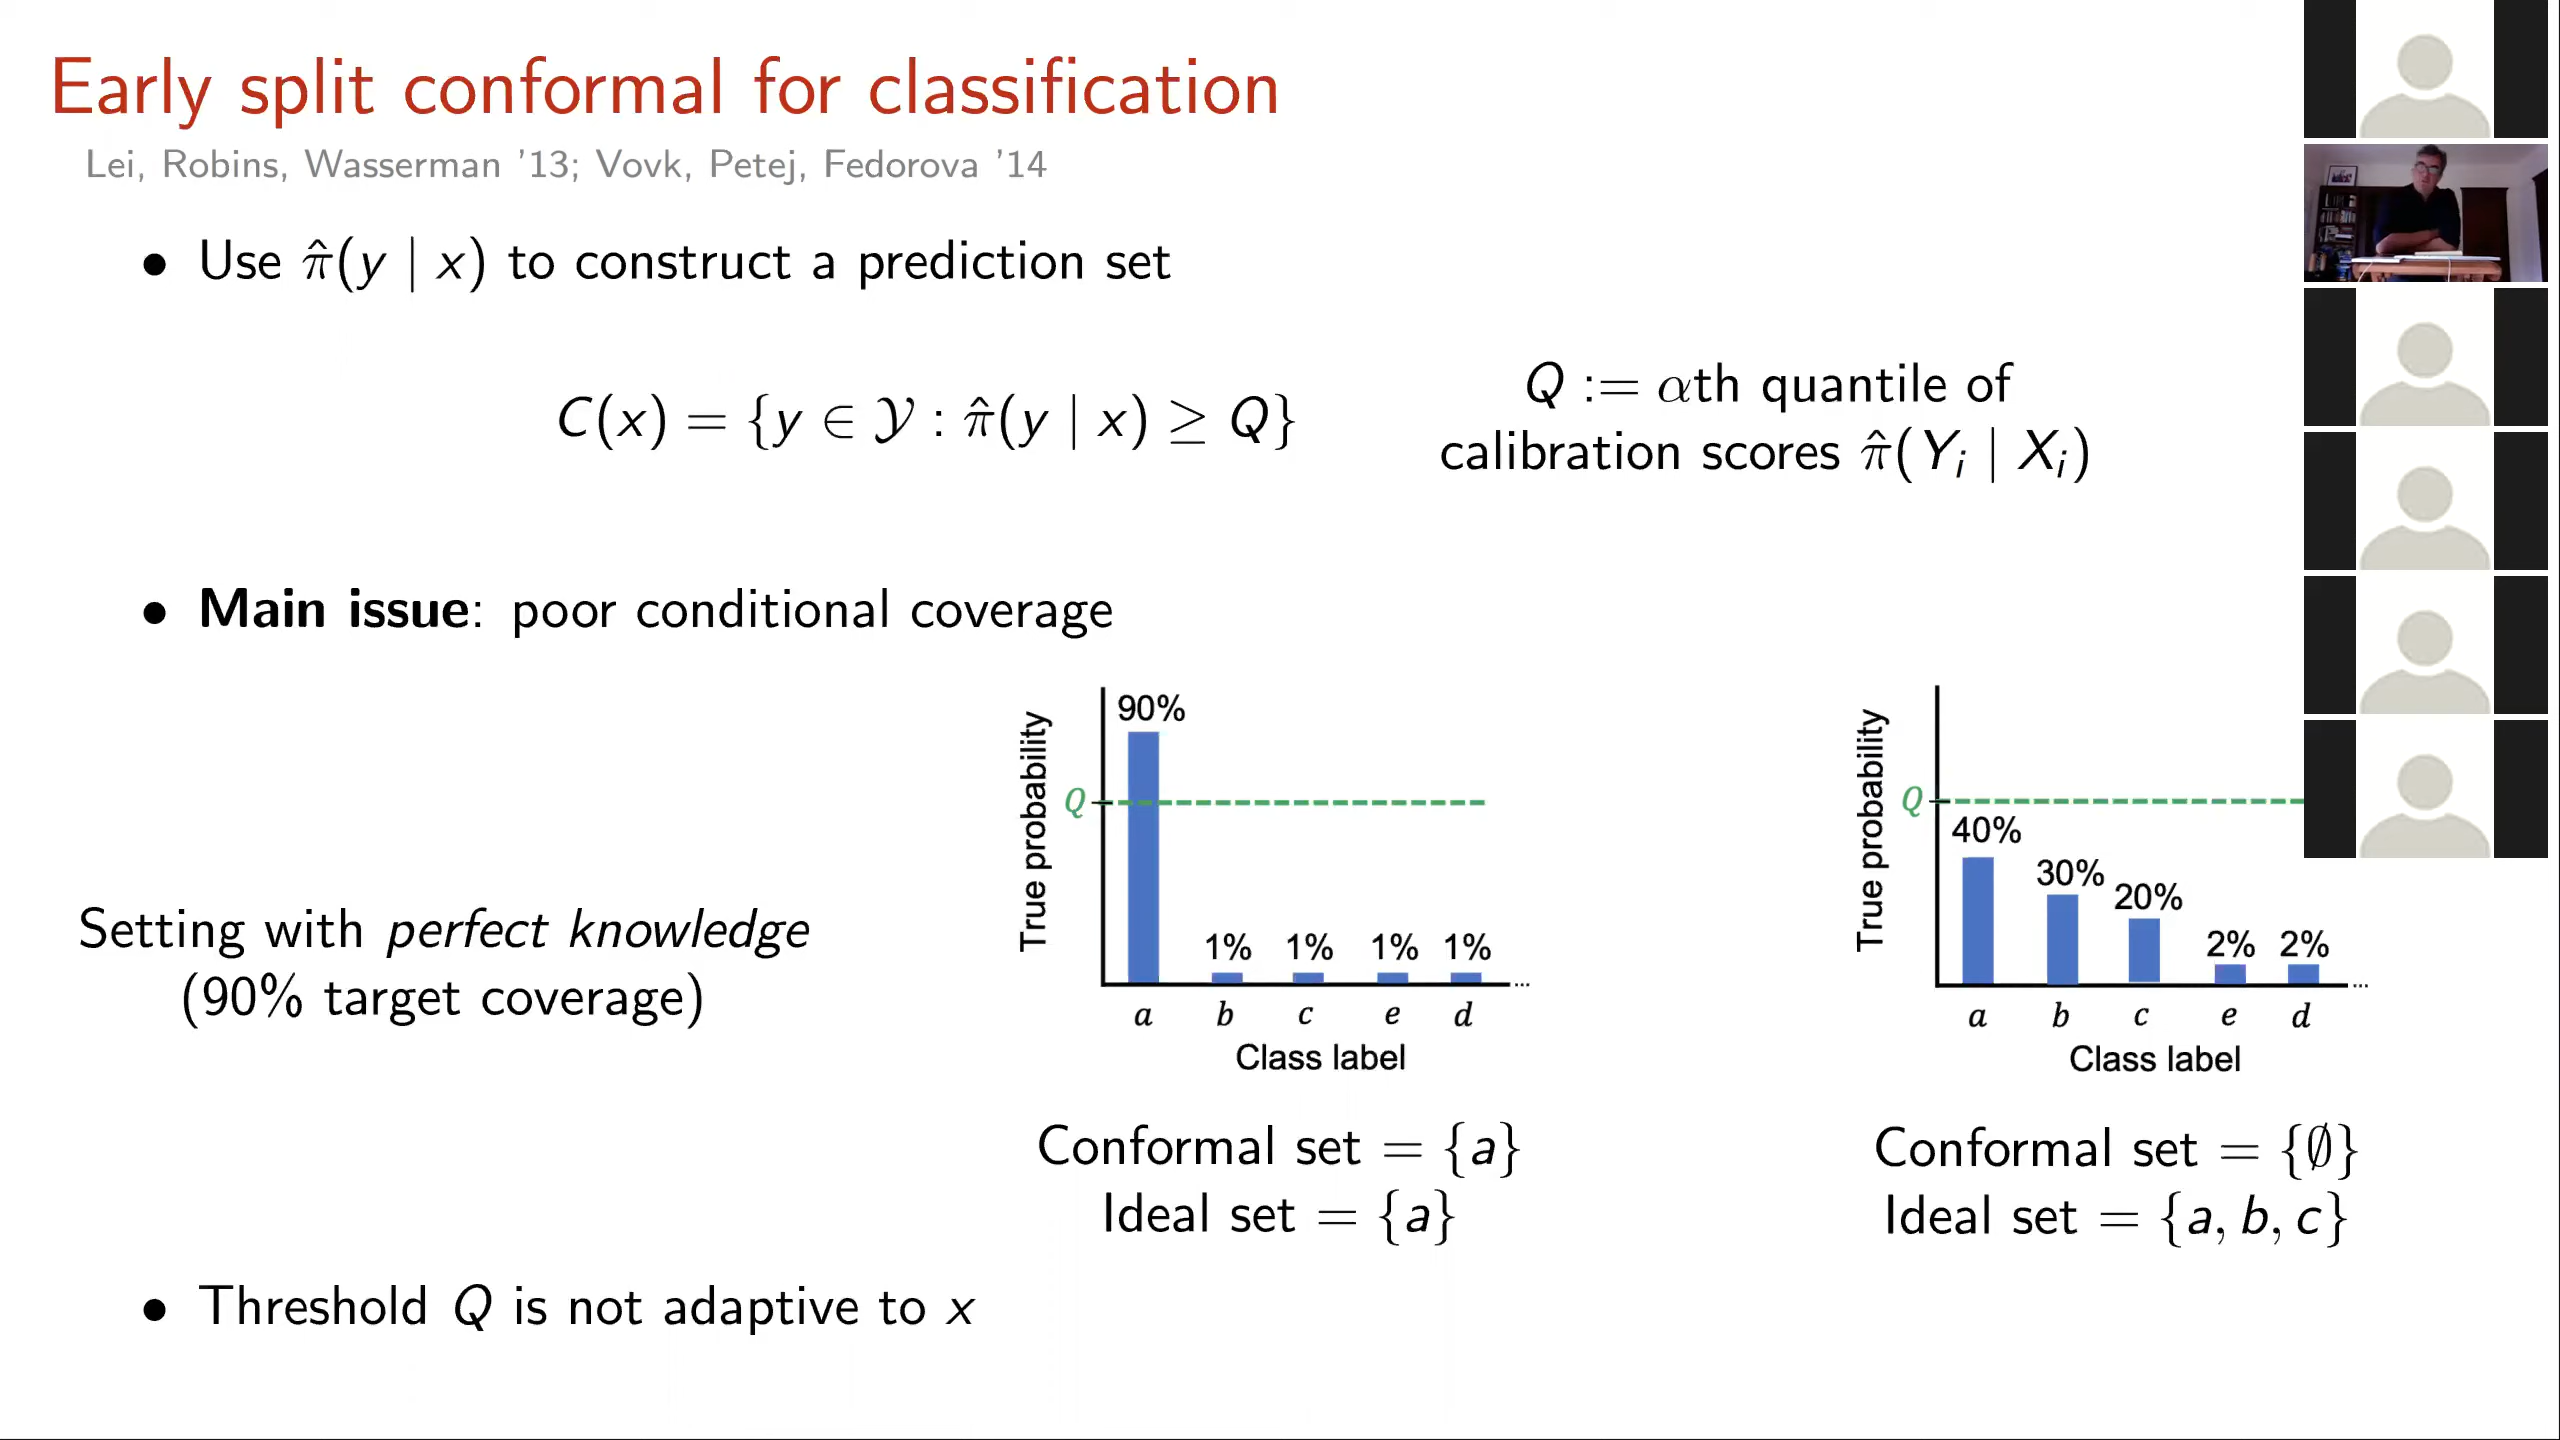 Early split conformal for classification
Lei, Robins, Wasserman ’13; Vovk, Petej, Fedorova ’14
• Use π̂(y | x) to construct a prediction set
C(x) = {y ∈ 𝒴 : π̂(y | x) ≥ Q}
Q := αth quantile of
calibration scores π̂(Yᵢ | Xᵢ)
• Main issue: poor conditional coverage
Setting with perfect knowledge
(90% target coverage)
True probability
Q
90%
1% 1% 1% 1%
a b c e d ...
Class label
Conformal set = {a}
Ideal set = {a}
True probability
Q
40%
30%
20%
2% 2%
a b c e d ...
Class label
Conformal set = {∅}
Ideal set = {a, b, c}
• Threshold Q is not adaptive to x